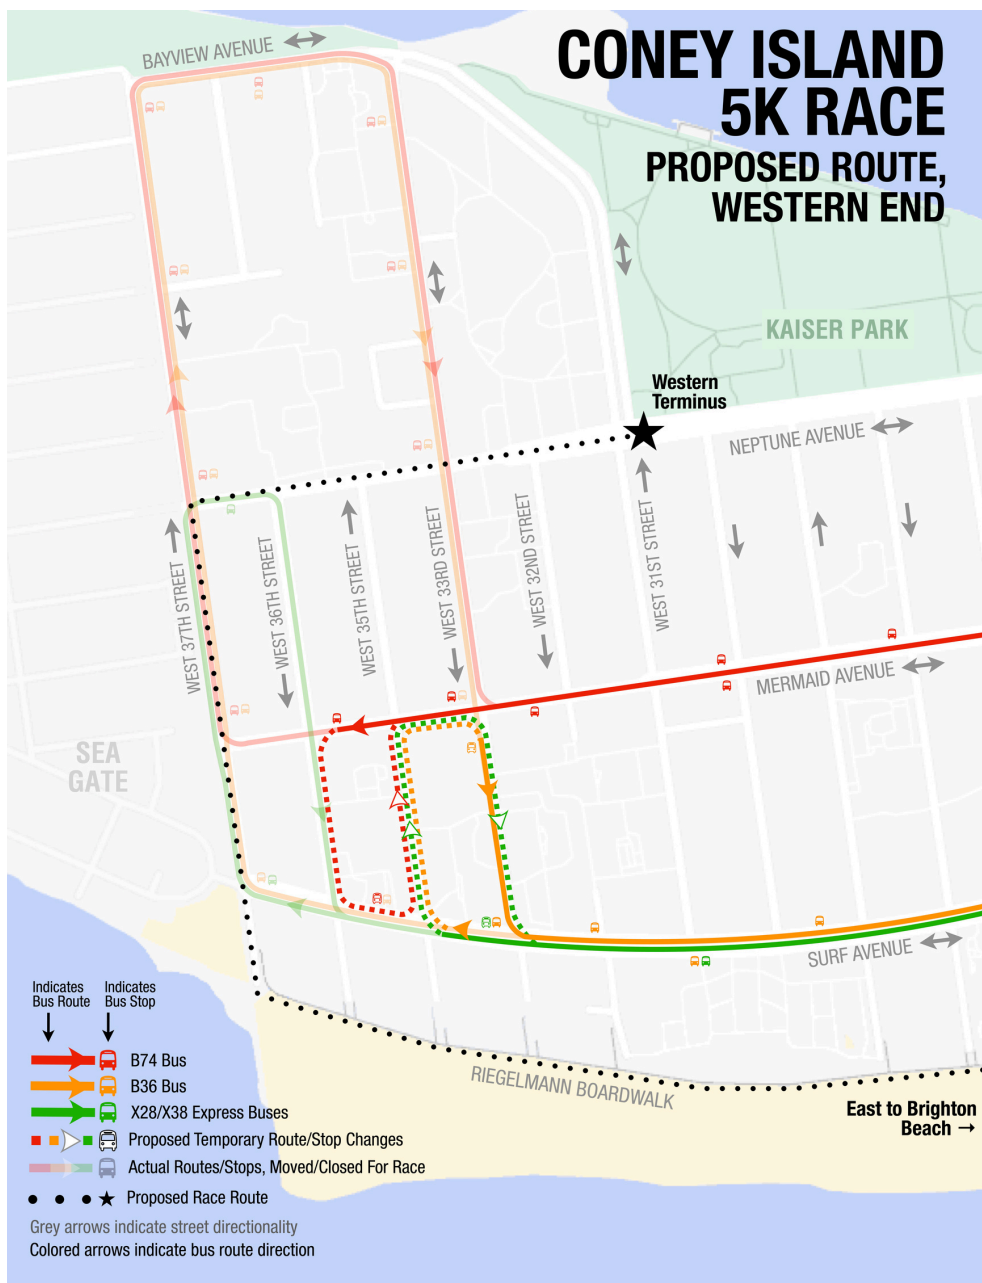 CONEY ISLAND
5K RACE
PROPOSED ROUTE,
WESTERN END
BAYVIEW AVENUE
KAISER PARK
Western
Terminus
NEPTUNE AVENUE
WEST 37TH STREET
WEST 36TH STREET
WEST 35TH STREET
WEST 33RD STREET
WEST 32ND STREET
WEST 31ST STREET
MERMAID AVENUE
SEA
GATE
SURF AVENUE
RIEGELMANN BOARDWALK
East to Brighton
Beach →
Indicates
Bus Route
Indicates
Bus Stop
B74 Bus
B36 Bus
X28/X38 Express Buses
Proposed Temporary Route/Stop Changes
Actual Routes/Stops, Moved/Closed For Race
Proposed Race Route
Grey arrows indicate street directionality
Colored arrows indicate bus route direction